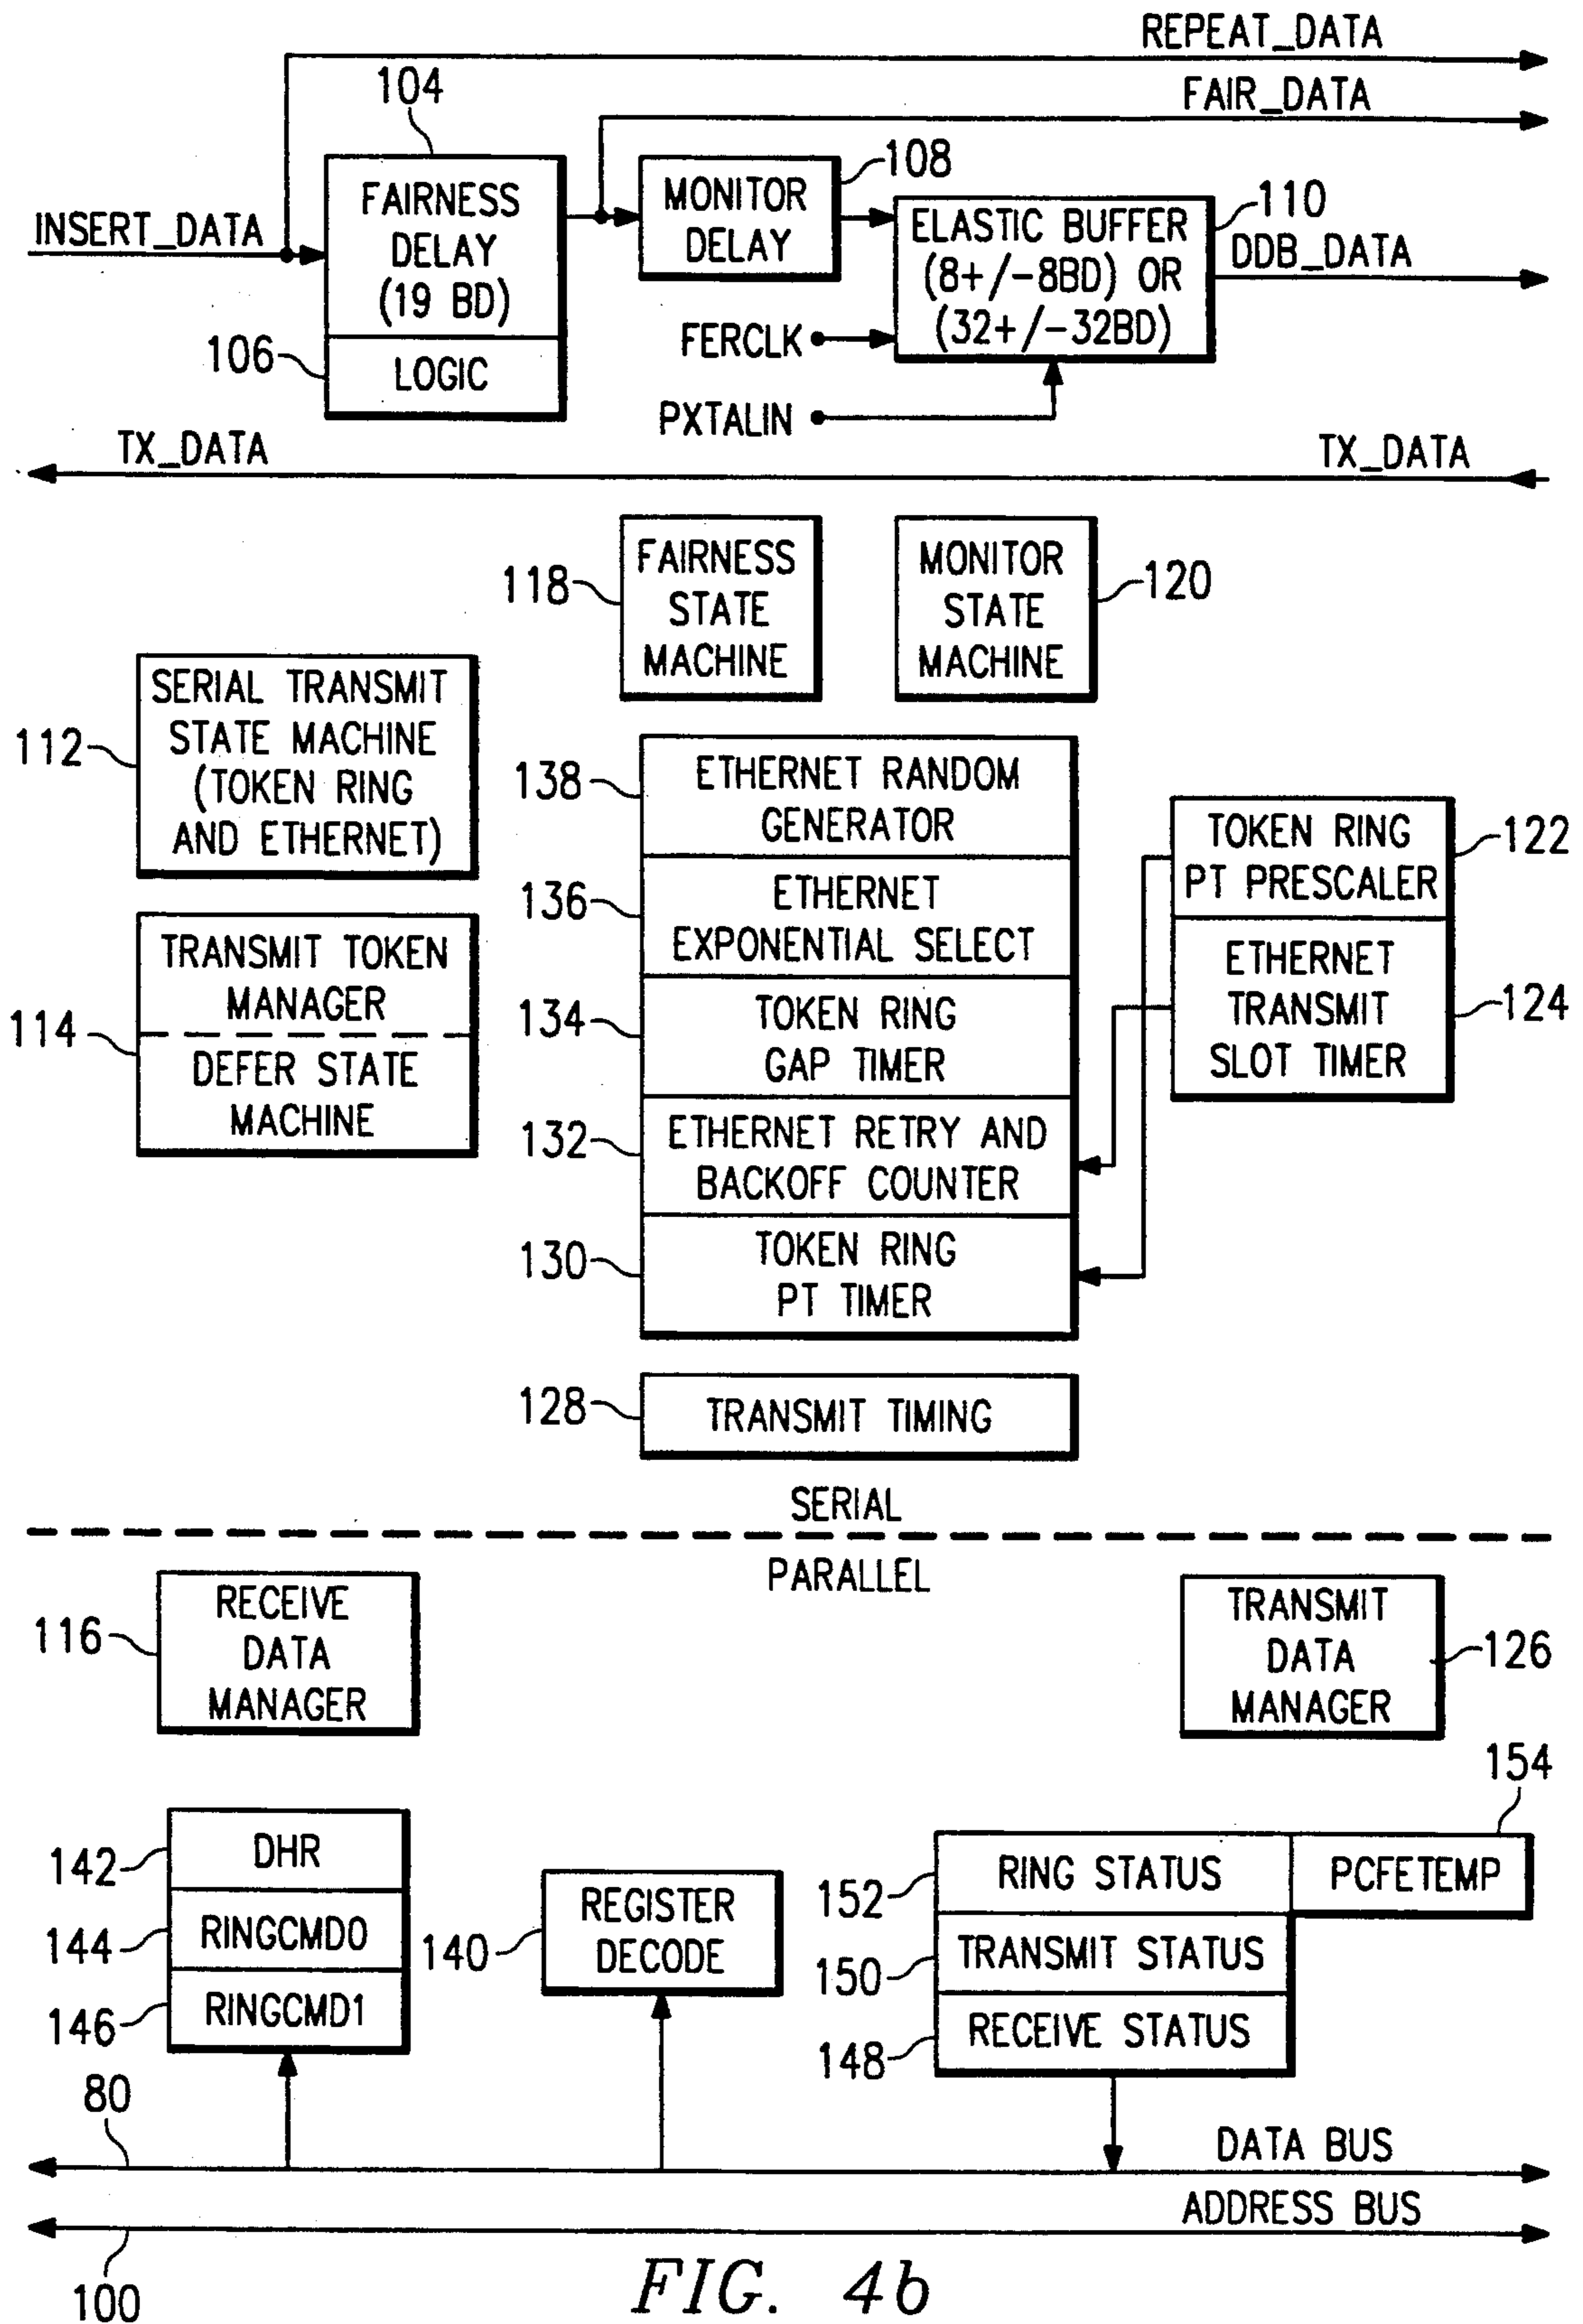 REPEAT_DATA
FAIR_DATA
104
108
110
INSERT_DATA
FAIRNESS
DELAY
(19 BD)
MONITOR
DELAY
ELASTIC BUFFER
(8+/-8BD) OR
(32+/-32BD)
DDB_DATA
106
LOGIC
FERCLK
PXTALIN
TX_DATA
TX_DATA
118
FAIRNESS
STATE
MACHINE
MONITOR
STATE
MACHINE
120
112
SERIAL TRANSMIT
STATE MACHINE
(TOKEN RING
AND ETHERNET)
138
ETHERNET RANDOM
GENERATOR
TOKEN RING
PT PRESCALER
122
136
ETHERNET
EXPONENTIAL SELECT
114
TRANSMIT TOKEN
MANAGER
DEFER STATE
MACHINE
134
TOKEN RING
GAP TIMER
ETHERNET
TRANSMIT
SLOT TIMER
124
132
ETHERNET RETRY AND
BACKOFF COUNTER
130
TOKEN RING
PT TIMER
128
TRANSMIT TIMING
SERIAL
PARALLEL
116
RECEIVE
DATA
MANAGER
TRANSMIT
DATA
MANAGER
126
154
142
DHR
144
RINGCMD0
146
RINGCMD1
140
REGISTER
DECODE
152
RING STATUS
PCFETEMP
150
TRANSMIT STATUS
148
RECEIVE STATUS
80
DATA BUS
ADDRESS BUS
100
FIG. 4b